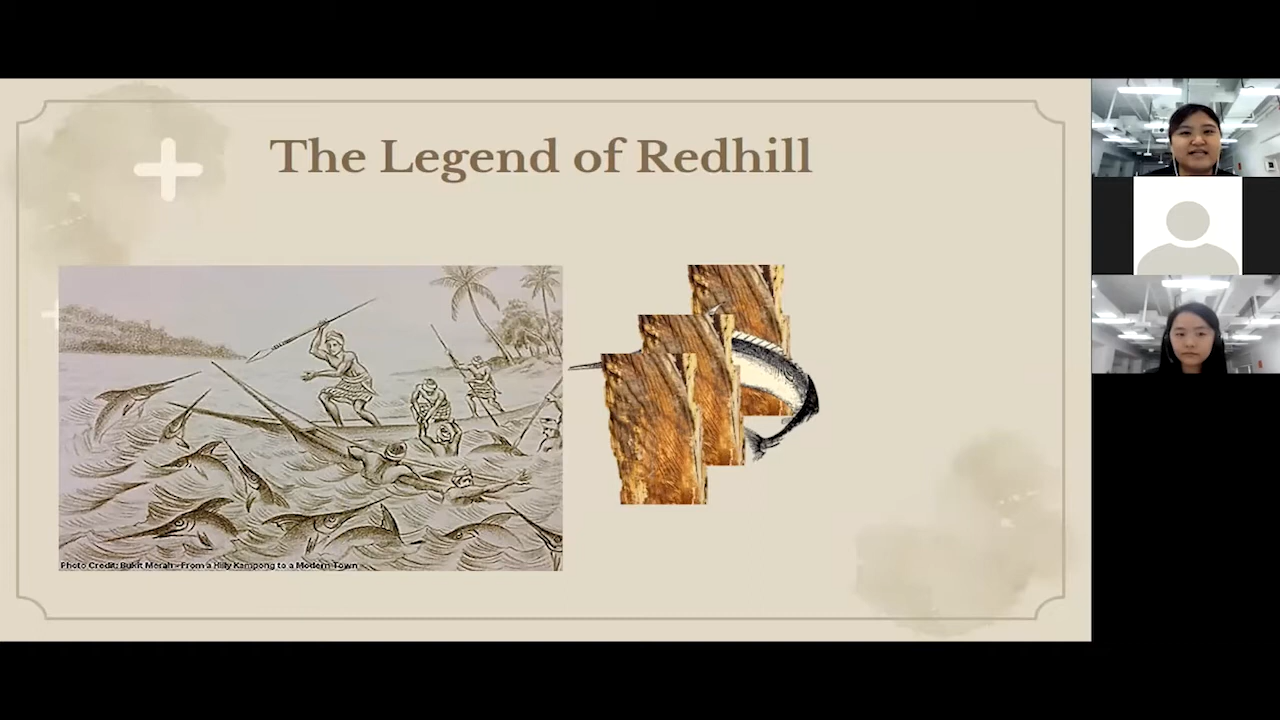 The Legend of Redhill
Photo Credit: Bukit Merah - From a Hilly Kampong to a Modern Town